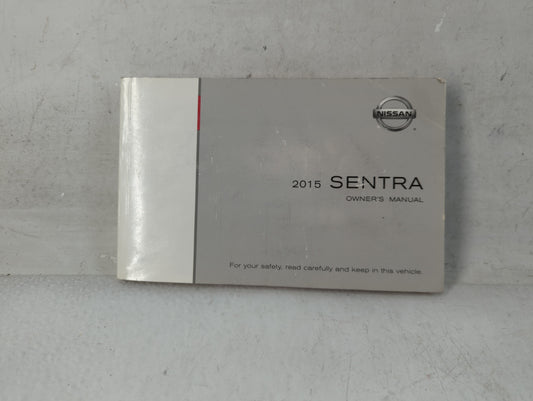 NISSAN
2015 SENTRA
OWNER'S MANUAL
For your safety, read carefully and keep in this vehicle.